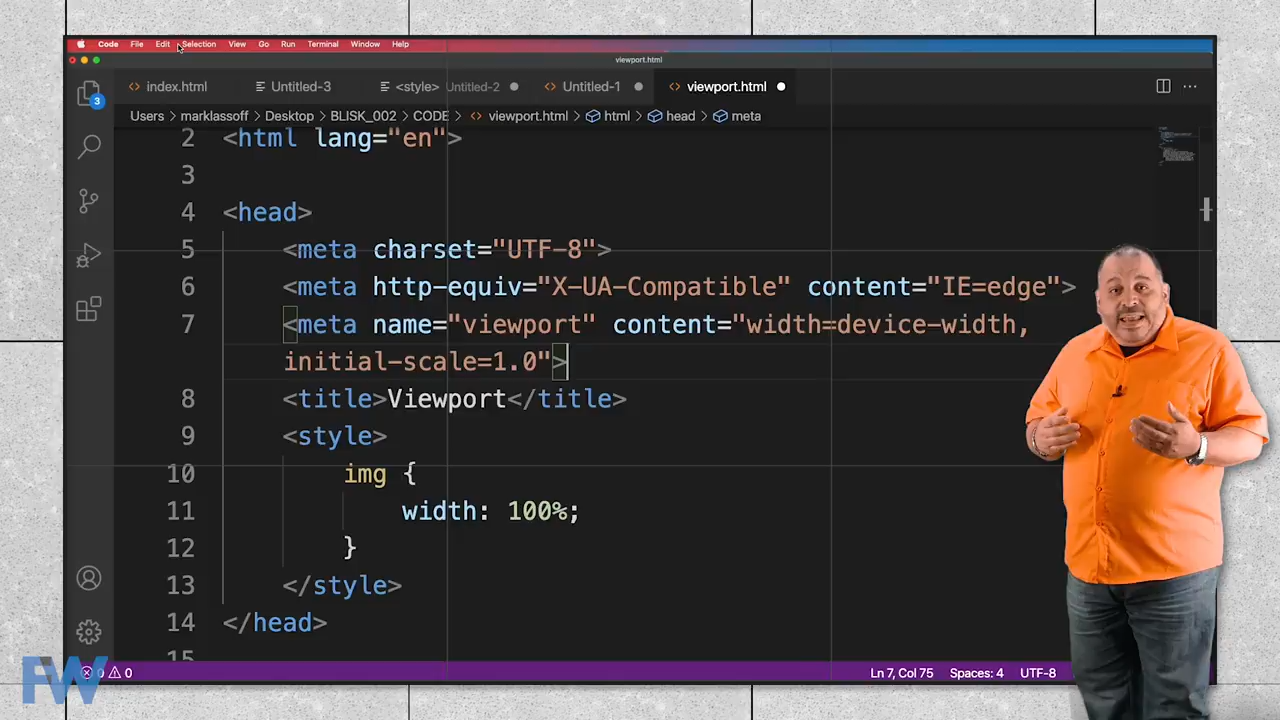 Code File Edit Selection View Go Run Terminal Window Help
viewport.html
index.html Untitled-3 <style> Untitled-2 Untitled-1 viewport.html
3
Users > marklassoff > Desktop > BLISK_002 > CODE > viewport.html > html > head > meta
2 <html lang="en">
3
4 <head>
5 <meta charset="UTF-8">
6 <meta http-equiv="X-UA-Compatible" content="IE=edge">
7 <meta name="viewport" content="width=device-width,
initial-scale=1.0">
8 <title>Viewport</title>
9 <style>
10 img {
11 width: 100%;
12 }
13 </style>
14 </head>
15
0 0 Ln 7, Col 75 Spaces: 4 UTF-8
FW